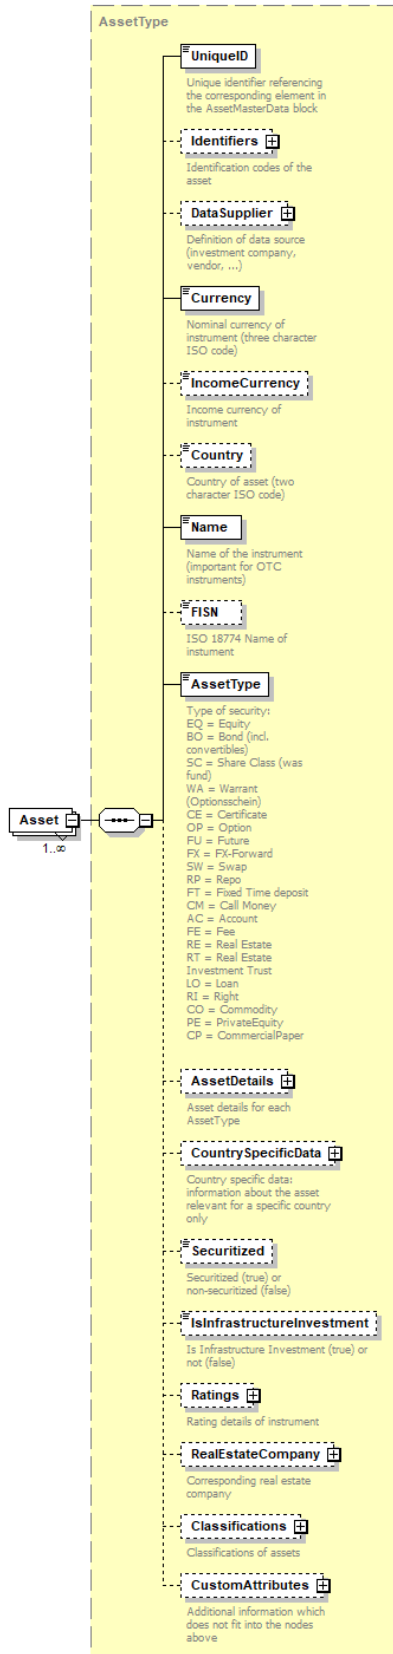 AssetType
UniqueID
Unique identifier referencing
the corresponding element in
the AssetMasterData block
Identifiers
Identification codes of the
asset
DataSupplier
Definition of data source
(investment company,
vendor, ...)
Currency
Nominal currency of
instrument (three character
ISO code)
IncomeCurrency
Income currency of
instrument
Country
Country of asset (two
character ISO code)
Name
Name of the instrument
(important for OTC
instruments)
FISN
ISO 18774 Name of
instument
AssetType
Type of security:
EQ = Equity
BO = Bond (incl.
convertibles)
SC = Share Class (was
fund)
WA = Warrant
(Optionsschein)
CE = Certificate
OP = Option
FU = Future
FX = FX-Forward
SW = Swap
RP = Repo
FT = Fixed Time deposit
CM = Call Money
AC = Account
FE = Fee
RE = Real Estate
RT = Real Estate
Investment Trust
LO = Loan
RI = Right
CO = Commodity
PE = PrivateEquity
CP = CommercialPaper
Asset
1..∞
AssetDetails
Asset details for each
AssetType
CountrySpecificData
Country specific data:
information about the asset
relevant for a specific country
only
Securitized
Securitized (true) or
non-securitized (false)
IsInfrastructureInvestment
Is Infrastructure Investment (true) or
not (false)
Ratings
Rating details of instrument
RealEstateCompany
Corresponding real estate
company
Classifications
Classifications of assets
CustomAttributes
Additional information which
does not fit into the nodes
above